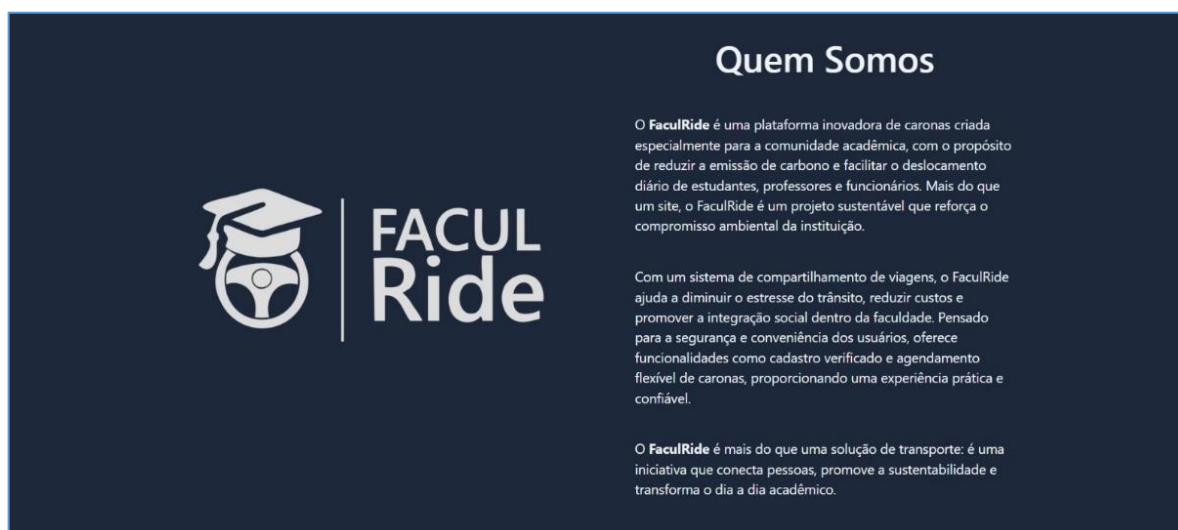 FACUL
Ride
Quem Somos
O FaculRide é uma plataforma inovadora de caronas criada
especialmente para a comunidade acadêmica, com o propósito
de reduzir a emissão de carbono e facilitar o deslocamento
diário de estudantes, professores e funcionários. Mais do que
um site, o FaculRide é um projeto sustentável que reforça o
compromisso ambiental da instituição.
Com um sistema de compartilhamento de viagens, o FaculRide
ajuda a diminuir o estresse do trânsito, reduzir custos e
promover a integração social dentro da faculdade. Pensado
para a segurança e conveniência dos usuários, oferece
funcionalidades como cadastro verificado e agendamento
flexível de caronas, proporcionando uma experiência prática e
confiável.
O FaculRide é mais do que uma solução de transporte: é uma
iniciativa que conecta pessoas, promove a sustentabilidade e
transforma o dia a dia acadêmico.